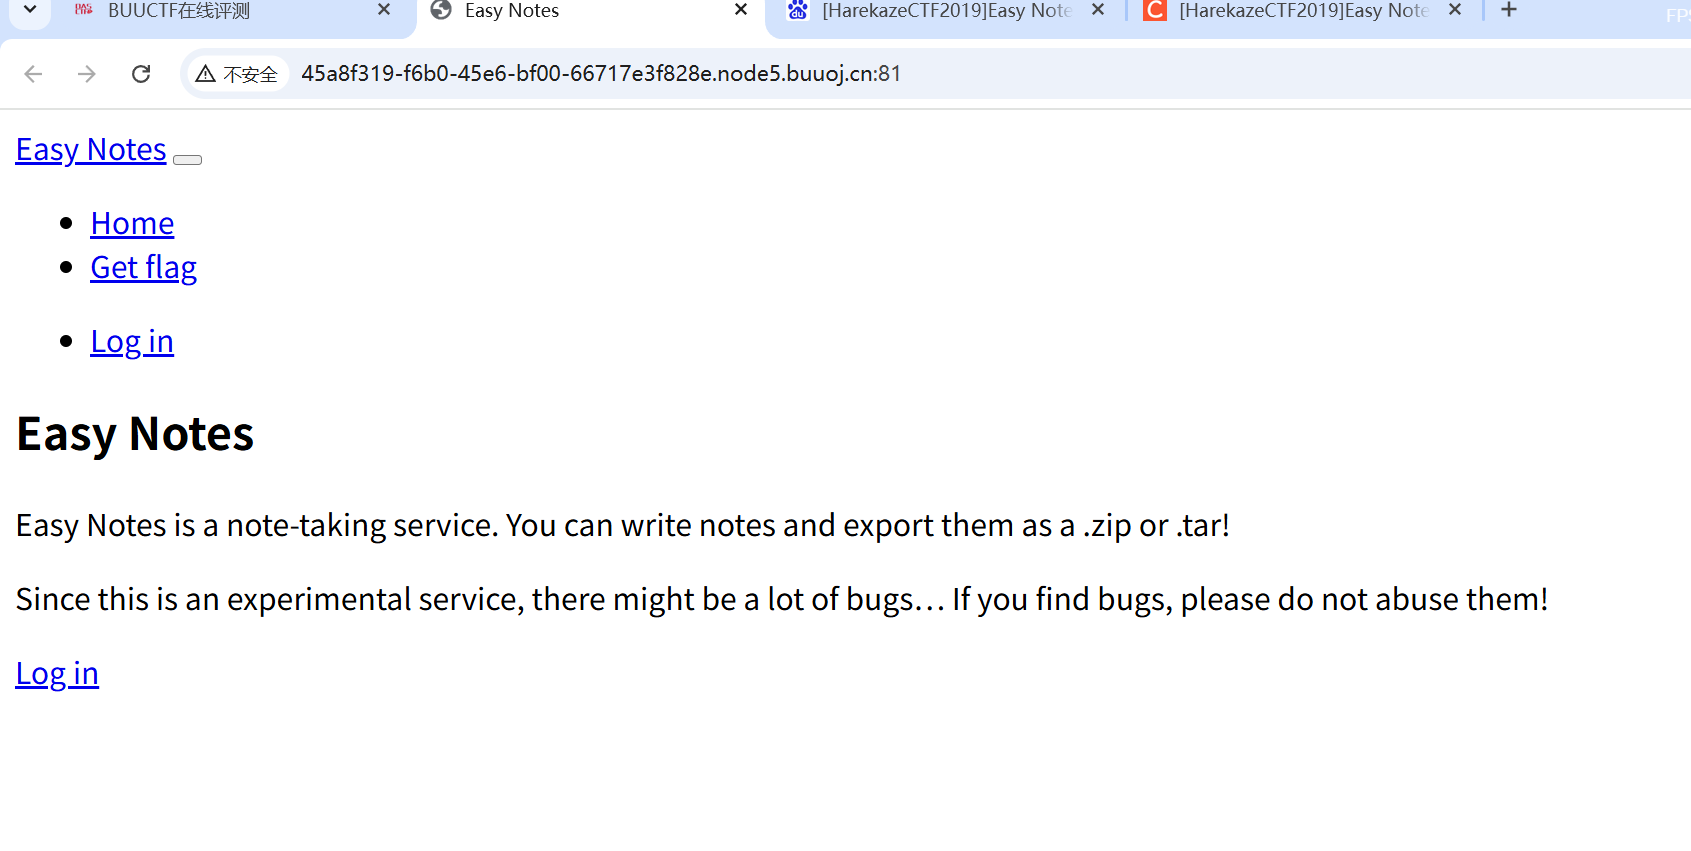 BUUCTF在线评测
Easy Notes
[HarekazeCTF2019]Easy Note
[HarekazeCTF2019]Easy Note
FPS
不安全
45a8f319-f6b0-45e6-bf00-66717e3f828e.node5.buuoj.cn:81
Easy Notes
Home
Get flag
Log in
Easy Notes
Easy Notes is a note-taking service. You can write notes and export them as a .zip or .tar!
Since this is an experimental service, there might be a lot of bugs… If you find bugs, please do not abuse them!
Log in